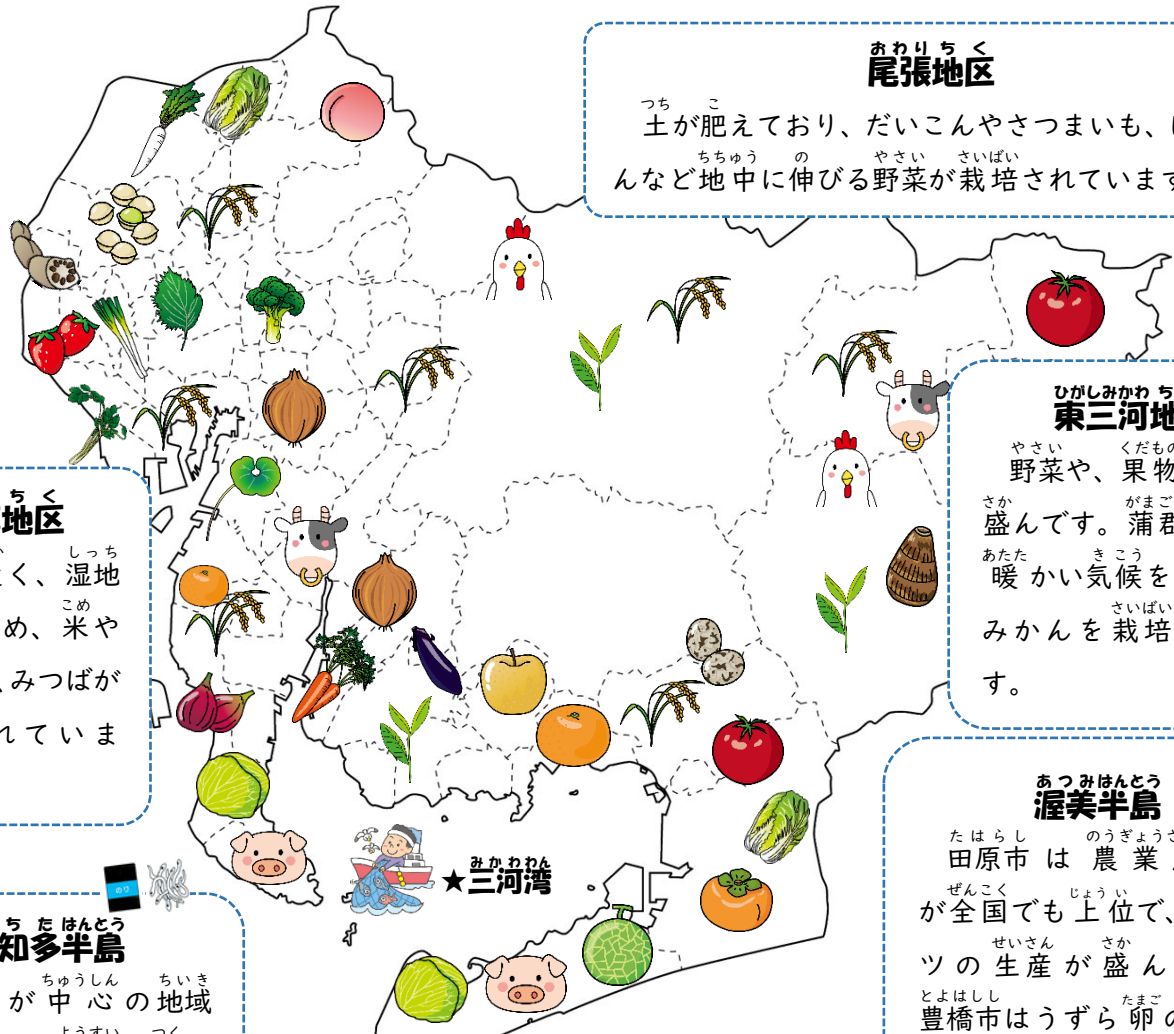 おわりちく
尾張地区
つち こ
土が肥えており、だいこんやさつまいも、
ちちゅう の やさい さいばい
んなど地中に伸びる野菜が栽培されています
ひがしみかわ ち
東三河地
やさい くだもの
野菜や、果物
さか がまご
盛んです。蒲郡
あたた きこう
暖かい気候を
さいばい
みかんを栽培
す。
ちく
地区
しっち
く、湿地
こめ
め、米や
、みつばが
れていま
みかわわん
★三河湾
のり
ちたはんとう
知多半島
ちゅうしん ちいき
が中心の地域
ようすい つく
あつみはんとう
渥美半島
たはらし のうぎょうさ
田原市は農業
ぜんこく じょうい
が全国でも上位で、
せいさん さか
ツの生産が盛ん
とよはしし たまご
豊橋市はうずら卵の